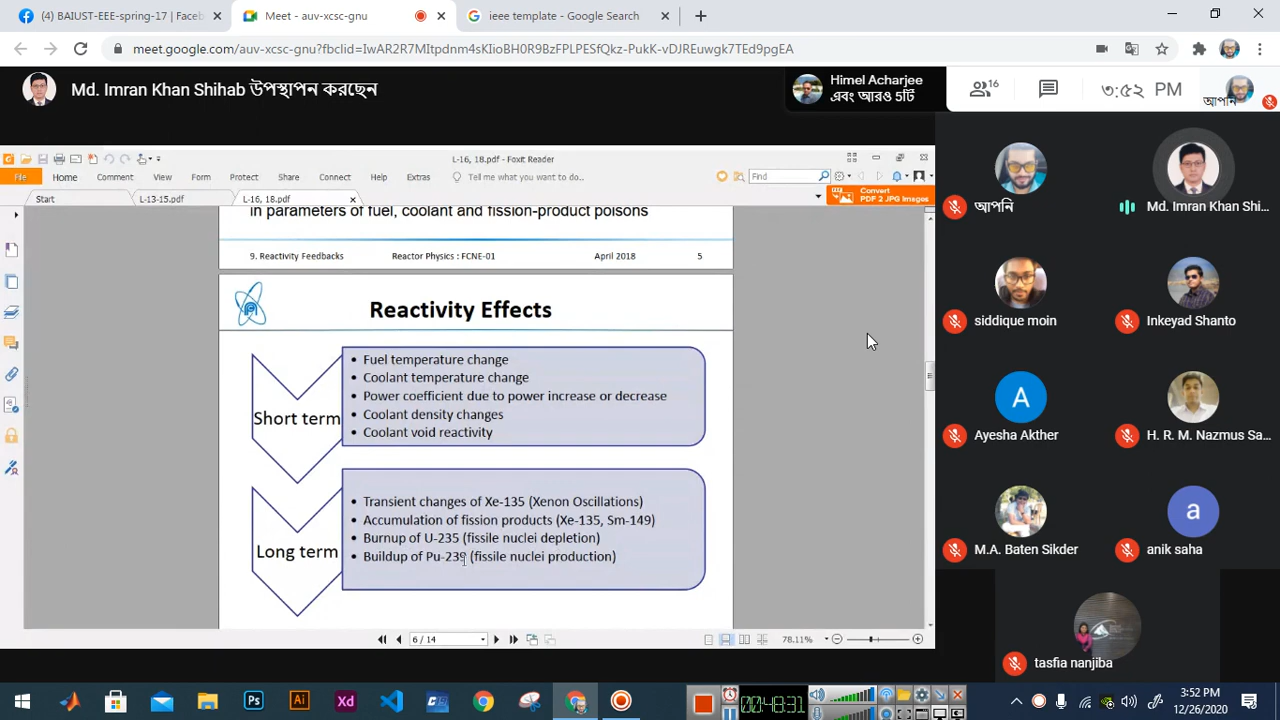 (4) BAIUST-EEE-spring-17 | Facebo
Meet - auv-xcsc-gnu
ieee template - Google Search
meet.google.com/auv-xcsc-gnu?fbclid=IwAR2R7MItpdnm4sKIioBH0R9BzFPLPESfQkz-PukK-vDJREuwgk7TEd9pgEA
Md. Imran Khan Shihab উপস্থাপন করছেন
Himel Acharjee
এবং আরও 5টি
16
৩:৫২ PM
আপনি
L-16, 18.pdf - Foxit Reader
File Home Comment View Form Protect Share Connect Help Extras Tell me what you want to do.. Find
Start L-13-15.pdf L-16, 18.pdf
Convert
PDF 2 JPG Images
in parameters of fuel, coolant and fission-product poisons
9. Reactivity Feedbacks Reactor Physics : FCNE-01 April 2018 5
Reactivity Effects
Short term
• Fuel temperature change
• Coolant temperature change
• Power coefficient due to power increase or decrease
• Coolant density changes
• Coolant void reactivity
Long term
• Transient changes of Xe-135 (Xenon Oscillations)
• Accumulation of fission products (Xe-135, Sm-149)
• Burnup of U-235 (fissile nuclei depletion)
• Buildup of Pu-239 (fissile nuclei production)
6 / 14
78.11%
আপনি
Md. Imran Khan Shi...
siddique moin
Inkeyad Shanto
A
Ayesha Akther
H. R. M. Nazmus Sa...
M.A. Baten Sikder
a
anik saha
tasfia nanjiba
Ps
Ai
Xd
00:48:31
3:52 PM
12/26/2020